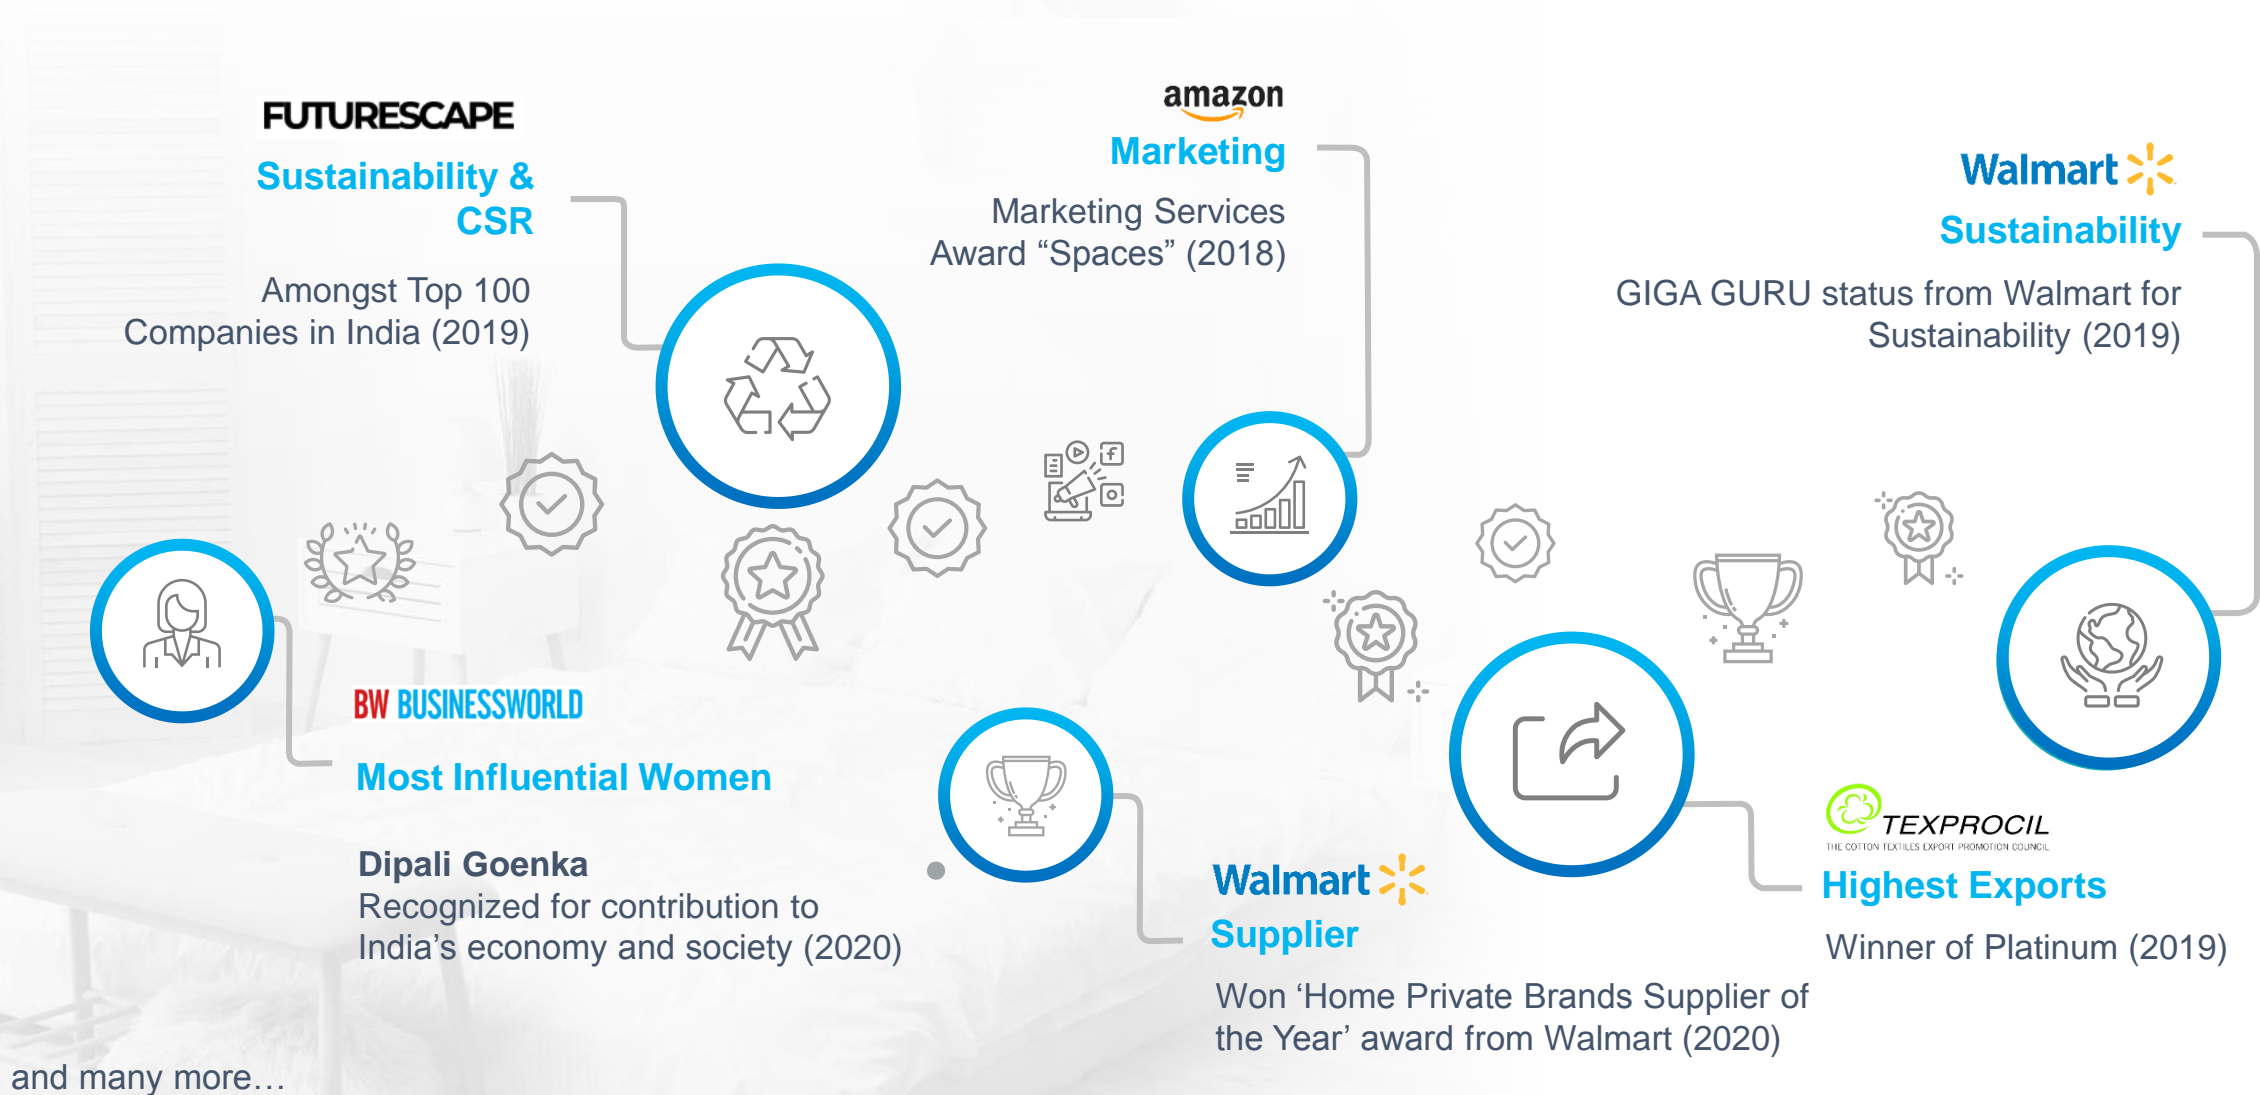 FUTURESCAPE
Sustainability &
CSR
Amongst Top 100
Companies in India (2019)
amazon
Marketing
Marketing Services
Award “Spaces” (2018)
Walmart
Sustainability
GIGA GURU status from Walmart for
Sustainability (2019)
BW BUSINESSWORLD
Most Influential Women
Dipali Goenka
Recognized for contribution to
India’s economy and society (2020)
Walmart
Supplier
Won ‘Home Private Brands Supplier of
the Year’ award from Walmart (2020)
TEXPROCIL
THE COTTON TEXTILES EXPORT PROMOTION COUNCIL
Highest Exports
Winner of Platinum (2019)
and many more…